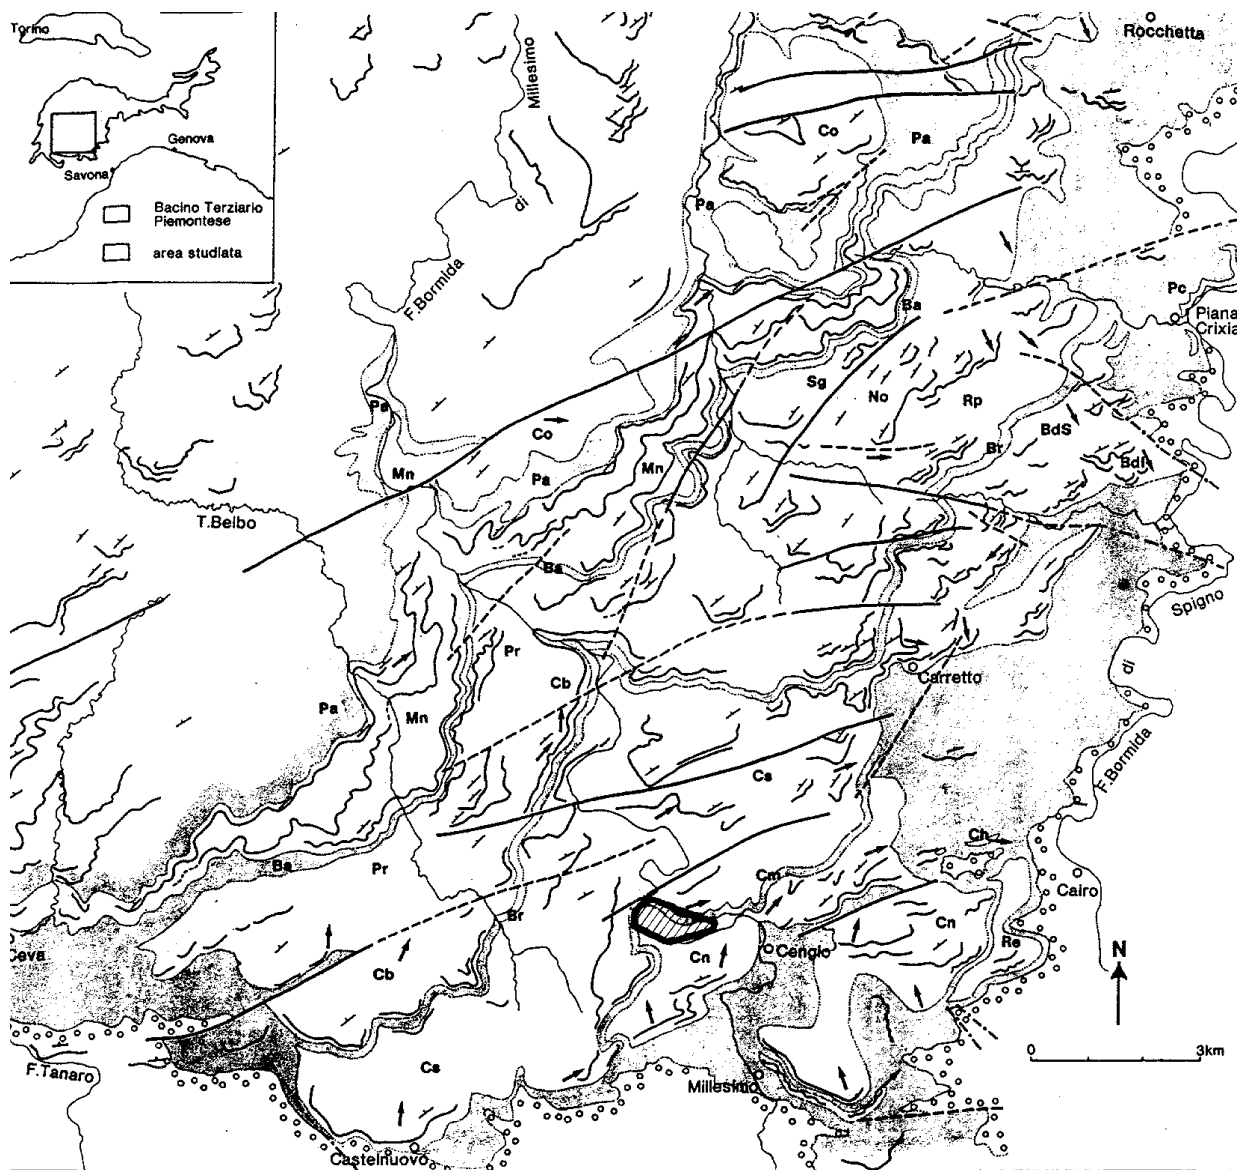 Torino
Genova
Savona
Bacino Terziario
Piemontese
area studiata
Millesimo
di
F.Bormida
Rocchetta
Co
Pa
Pa
Ba
Pc
Piana
Crixia
Sg
No
Rp
BdS
Br
Pa
Co
Mn
Pa
Mn
T.Belbo
Ba
Spigno
Pr
Cb
Carretto
di
F.Bormida
Pa
Mn
Cs
Ch
Cairo
Ba
Pr
Cm
Br
Cn
Re
Ceva
Cb
Cn
Cengio
N
0
3km
F.Tanaro
Cs
Millesimo
Castelnuovo